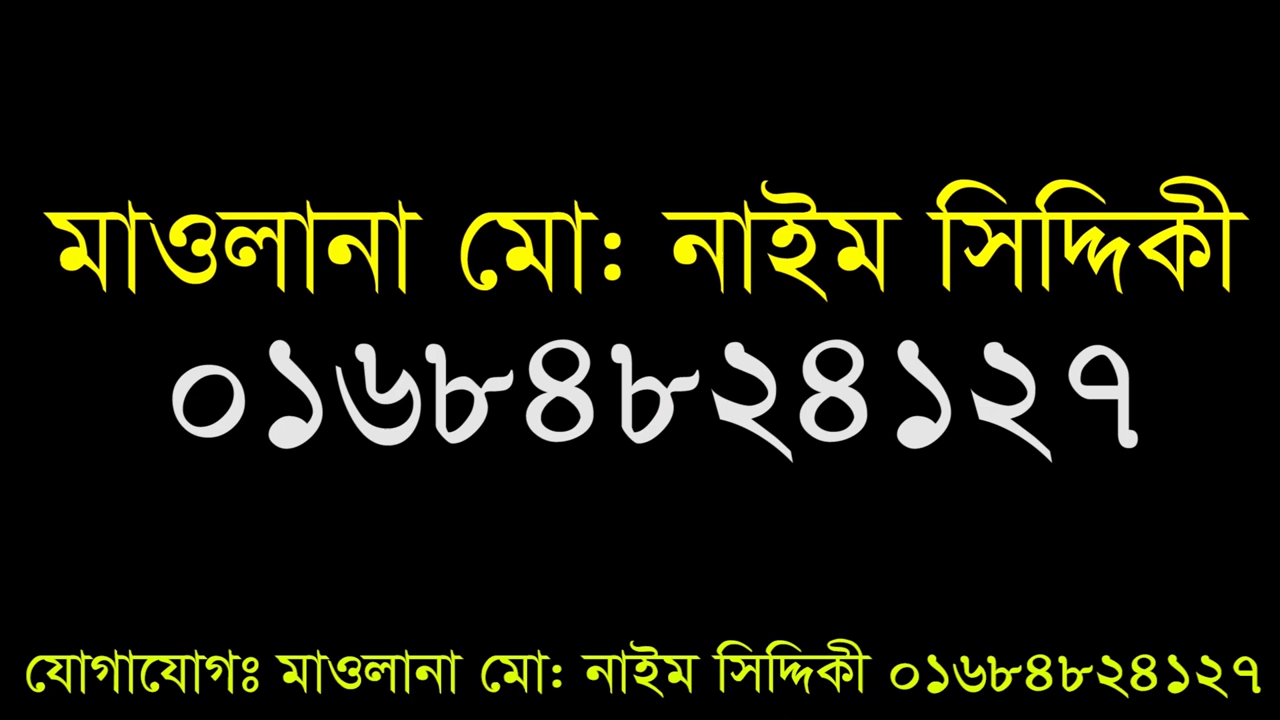 মাওলানা মো: নাইম সিদ্দিকী
০১৬৮৪৮২৪১২৭
যোগাযোগঃ মাওলানা মো: নাইম সিদ্দিকী ০১৬৮৪৮২৪১২৭